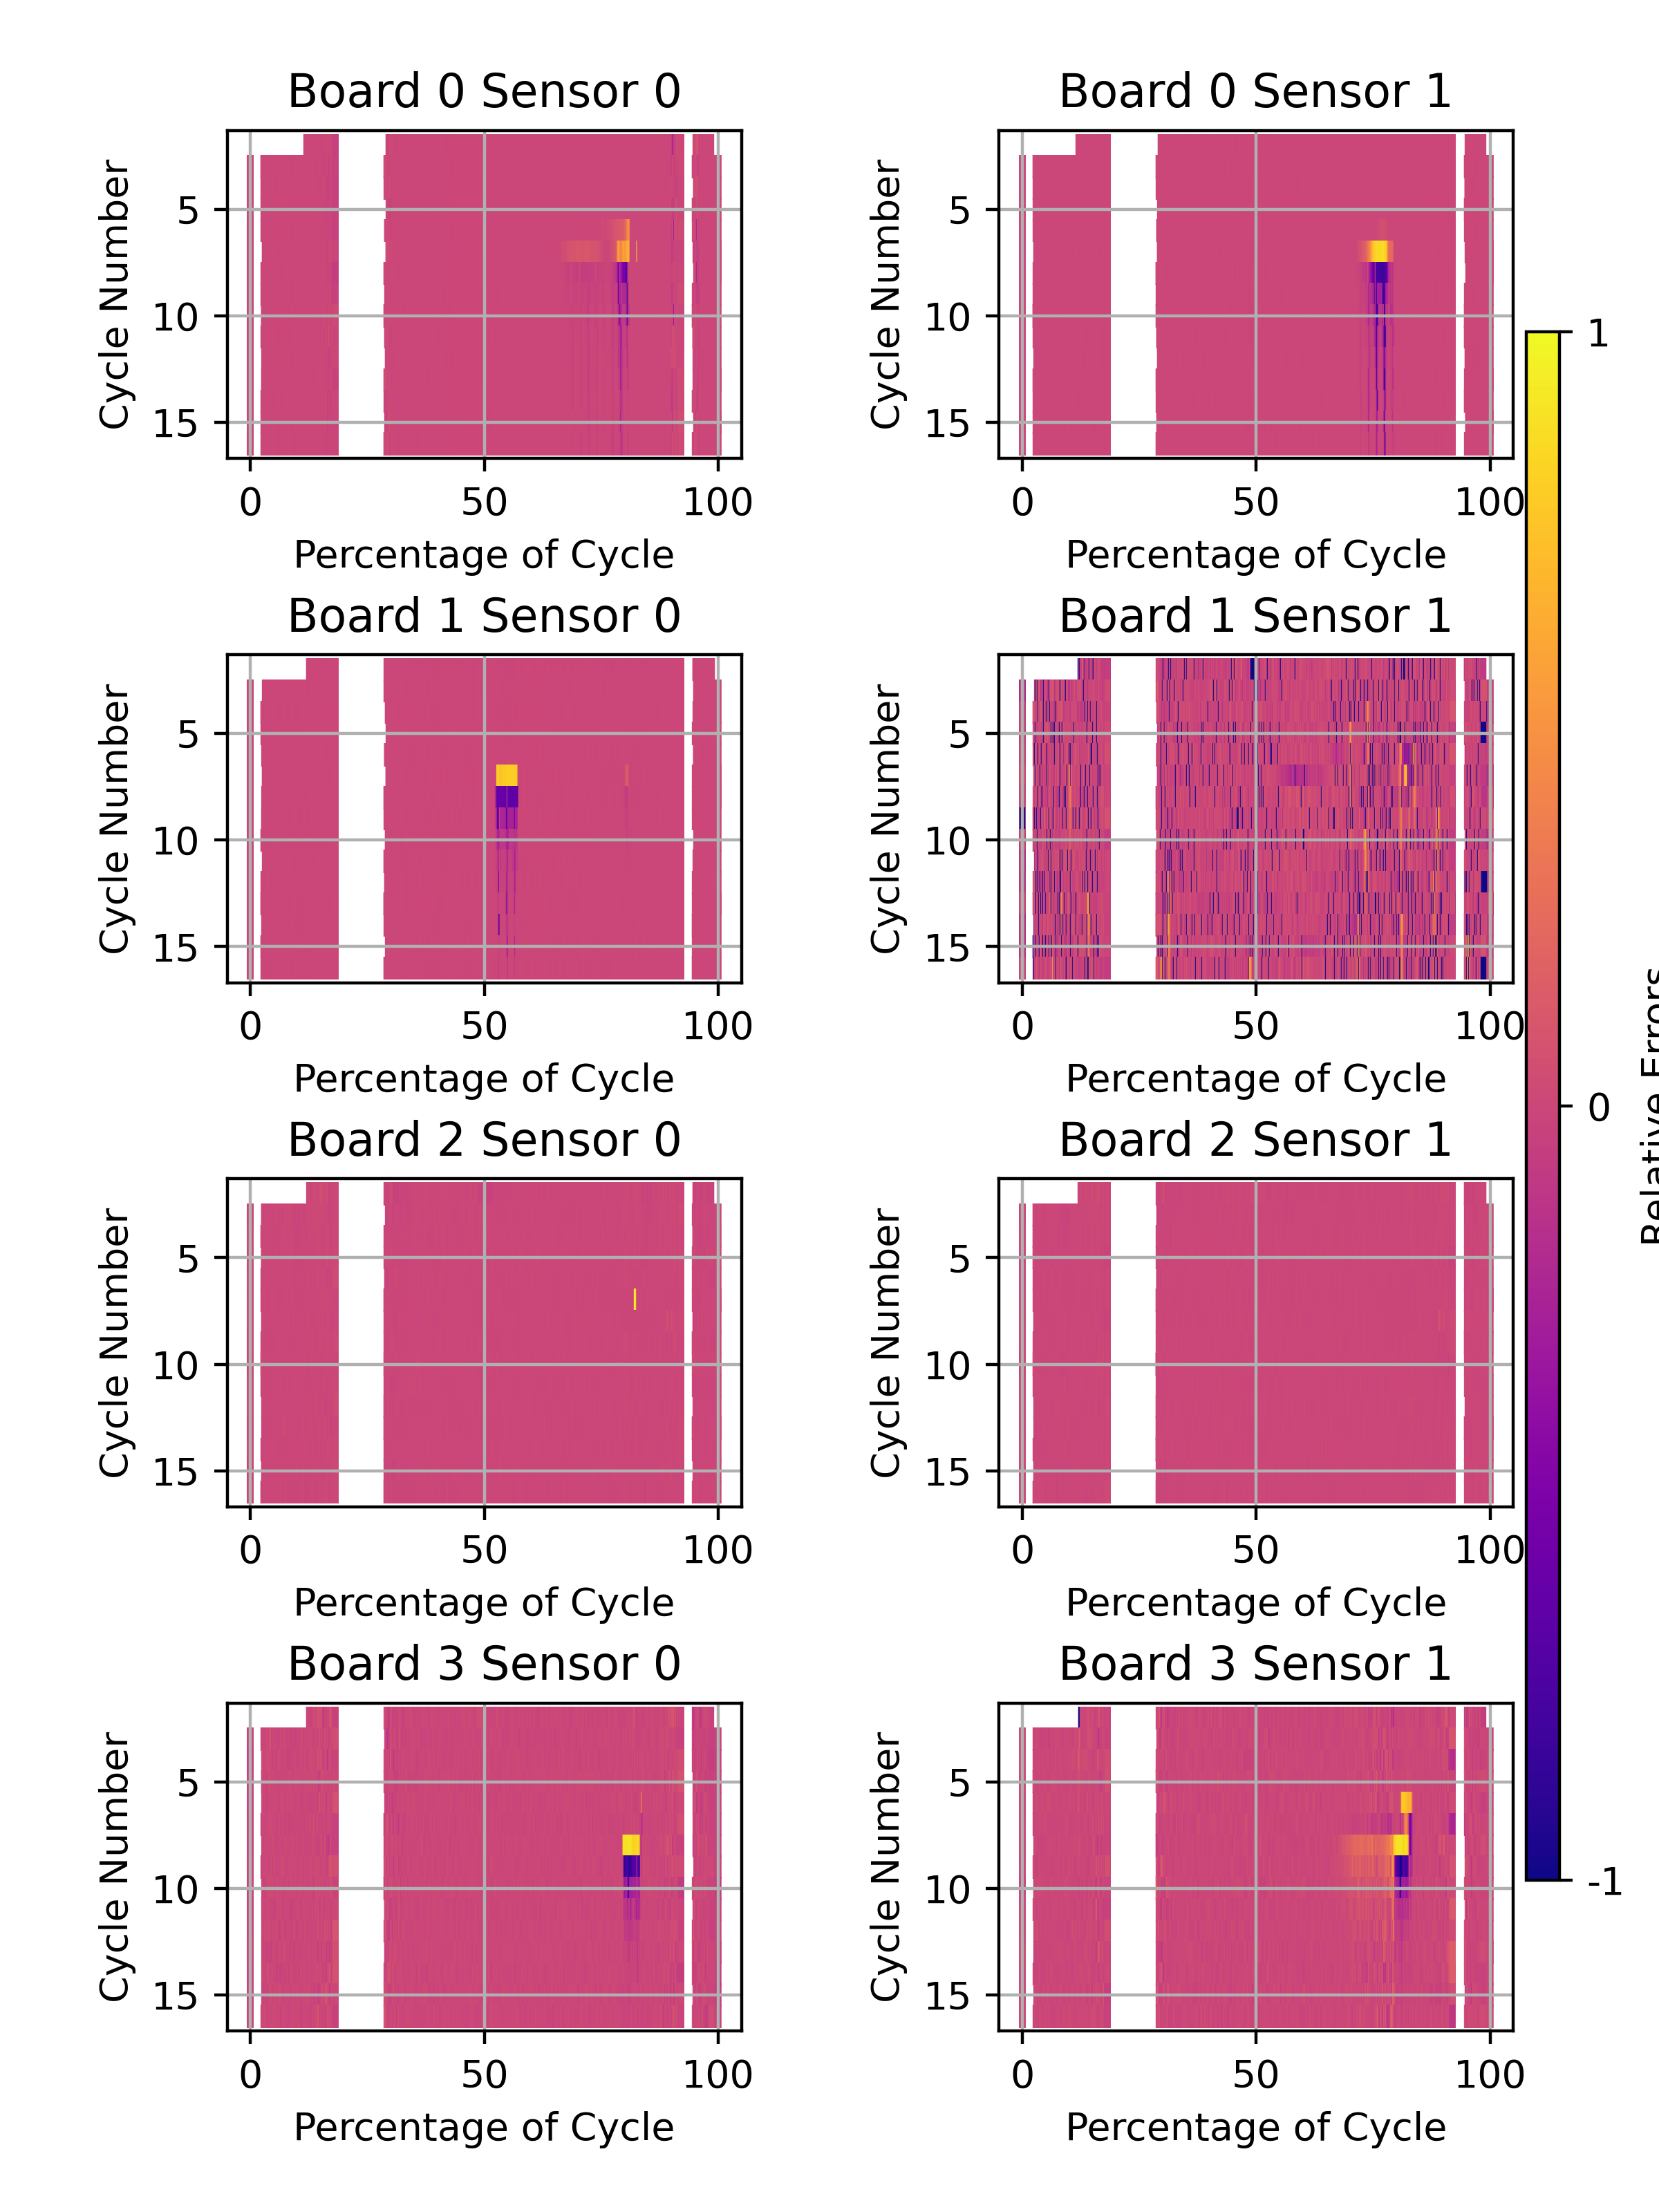 Board 0 Sensor 0
Board 0 Sensor 1
Cycle Number
5
10
15
0
50
100
Percentage of Cycle
Cycle Number
5
10
15
0
50
100
Percentage of Cycle
Board 1 Sensor 0
Board 1 Sensor 1
Cycle Number
5
10
15
0
50
100
Percentage of Cycle
Cycle Number
5
10
15
0
50
100
Percentage of Cycle
Board 2 Sensor 0
Board 2 Sensor 1
Cycle Number
5
10
15
0
50
100
Percentage of Cycle
Cycle Number
5
10
15
0
50
100
Percentage of Cycle
Board 3 Sensor 0
Board 3 Sensor 1
Cycle Number
5
10
15
0
50
100
Percentage of Cycle
Cycle Number
5
10
15
0
50
100
Percentage of Cycle
1
0
-1
Relative Errors